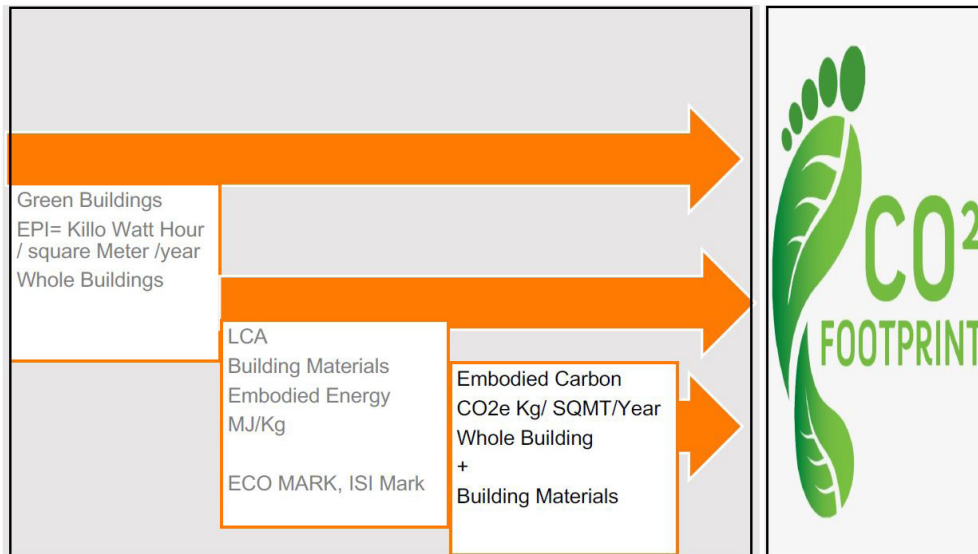 Green Buildings
EPI= Killo Watt Hour
/ square Meter /year
Whole Buildings
LCA
Building Materials
Embodied Energy
MJ/Kg
ECO MARK, ISI Mark
Embodied Carbon
CO2e Kg/ SQMT/Year
Whole Building
+
Building Materials
CO²
FOOTPRINT